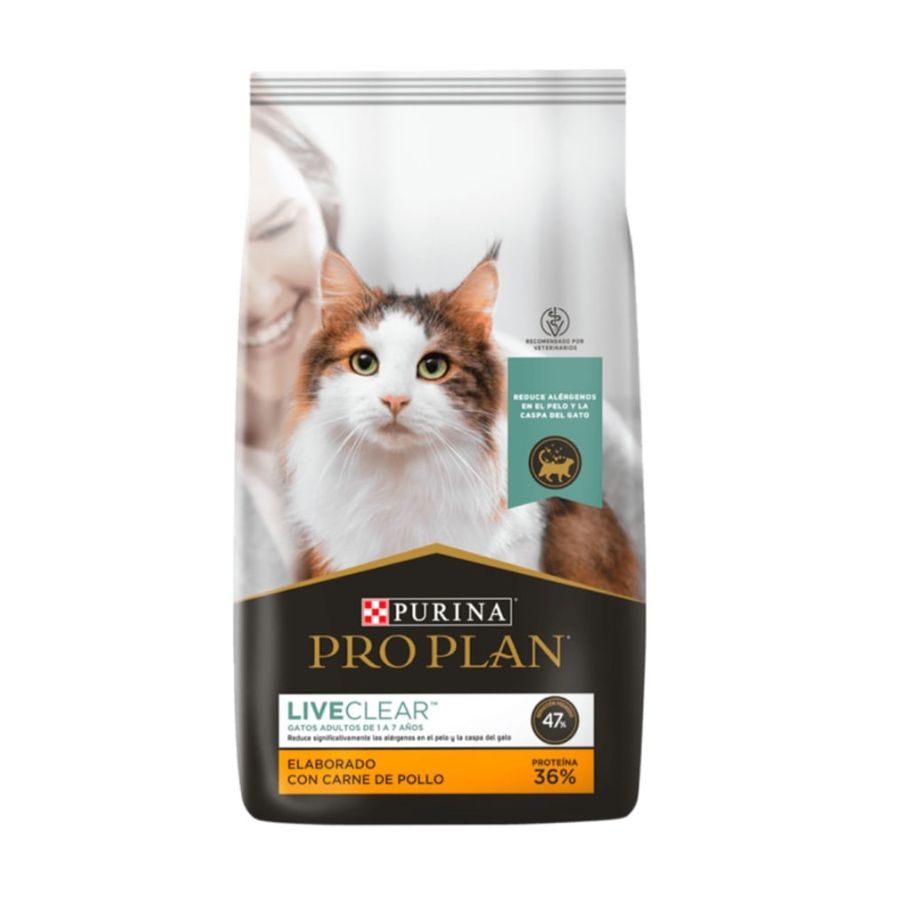 RECOMENDADO POR
VETERINARIOS
REDUCE ALÉRGENOS
EN EL PELO Y LA
CASPA DEL GATO
PURINA
PRO PLAN
LIVECLEAR™
GATOS ADULTOS DE 1 A 7 AÑOS
Reduce significativamente los alérgenos en el pelo y la caspa del gato
47%
ELABORADO
CON CARNE DE POLLO
PROTEÍNA
36%